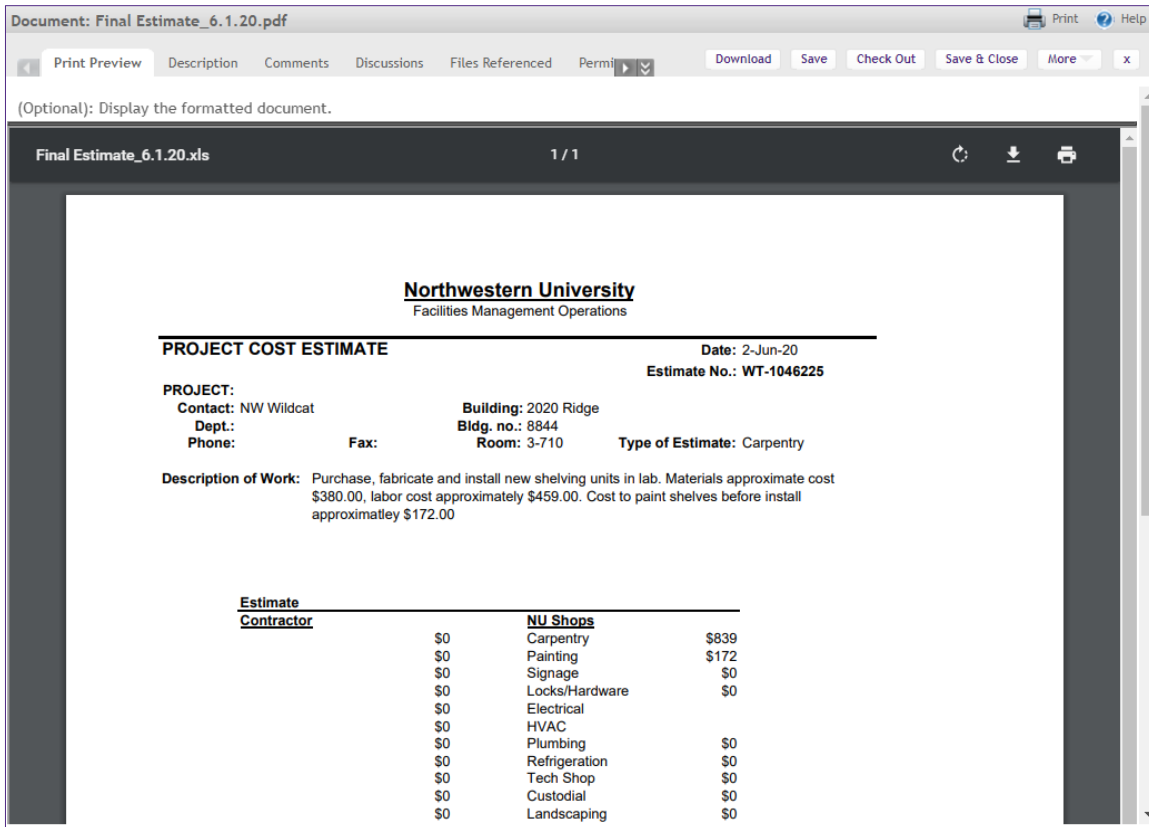 Document: Final Estimate_6.1.20.pdf Print Help
Print Preview Description Comments Discussions Files Referenced Download Save Check Out Save & Close More x
(Optional): Display the formatted document.
Final Estimate_6.1.20.xls 1 / 1
Northwestern University
Facilities Management Operations
PROJECT COST ESTIMATE Date: 2-Jun-20
Estimate No.: WT-1046225
PROJECT:
Contact: NW Wildcat Building: 2020 Ridge
Dept.: Bldg. no.: 8844
Phone: Fax: Room: 3-710 Type of Estimate: Carpentry
Description of Work: Purchase, fabricate and install new shelving units in lab. Materials approximate cost
$380.00, labor cost approximately $459.00. Cost to paint shelves before install
approximatley $172.00
Estimate
Contractor NU Shops
$0 Carpentry $839
$0 Painting $172
$0 Signage $0
$0 Locks/Hardware $0
$0 Electrical
$0 HVAC
$0 Plumbing $0
$0 Refrigeration $0
$0 Tech Shop $0
$0 Custodial $0
$0 Landscaping $0